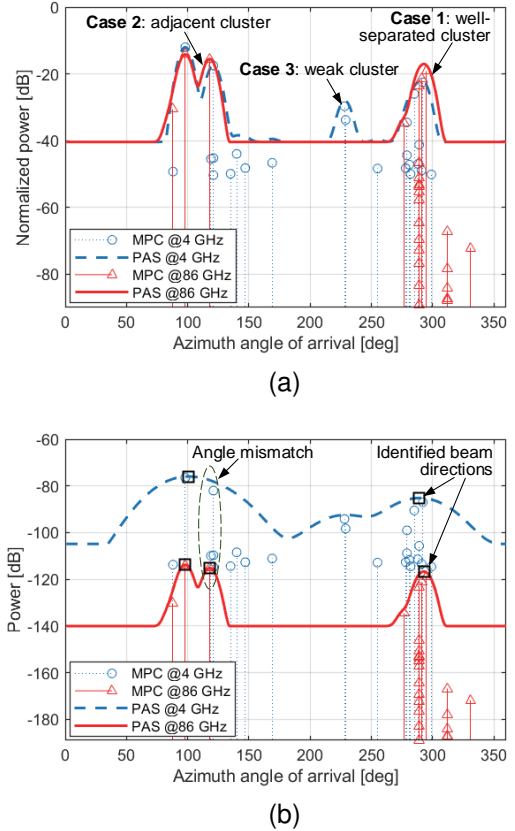 Case 1: well-
separated cluster
Case 2: adjacent cluster
Case 3: weak cluster
Normalized power [dB]
0
-20
-40
-60
-80
MPC @4 GHz
PAS @4 GHz
MPC @86 GHz
PAS @86 GHz
0 50 100 150 200 250 300 350
Azimuth angle of arrival [deg]
(a)
Angle mismatch
Identified beam
directions
Power [dB]
-60
-80
-100
-120
-140
-160
-180
MPC @4 GHz
PAS @4 GHz
MPC @86 GHz
PAS @86 GHz
0 50 100 150 200 250 300 350
Azimuth angle of arrival [deg]
(b)